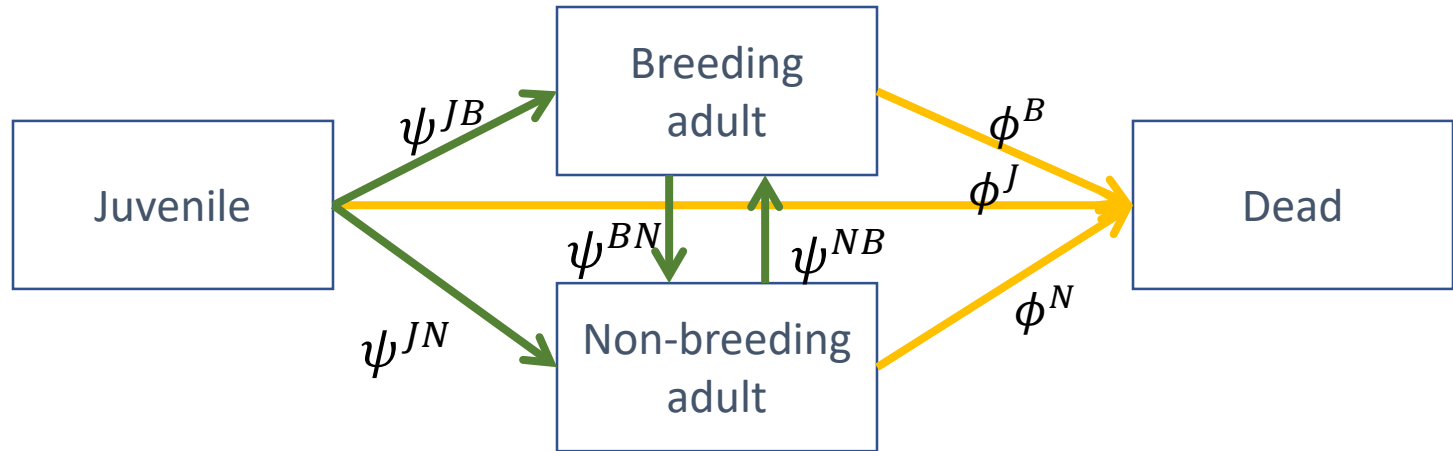 Breeding
adult
ψ^{JB}
ϕ^{B}
Juvenile
ϕ^{J}
Dead
ψ^{BN}
ψ^{NB}
ψ^{JN}
ϕ^{N}
Non-breeding
adult